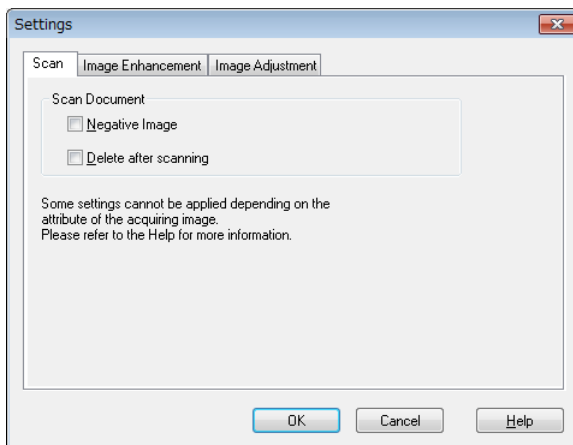 Settings
Scan Image Enhancement Image Adjustment
Scan Document
Negative Image
Delete after scanning
Some settings cannot be applied depending on the
attribute of the acquiring image.
Please refer to the Help for more information.
OK Cancel Help